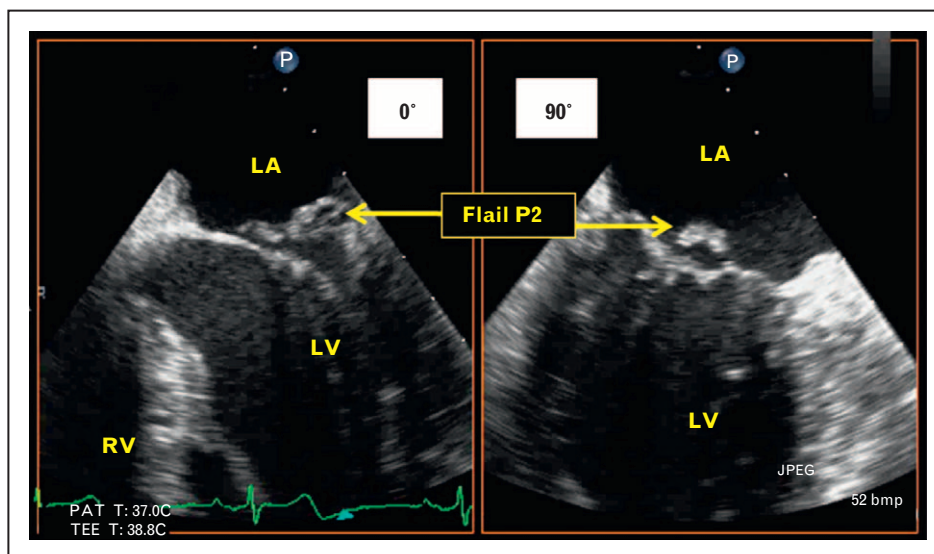 P
0˚
LA
RV
LV
PAT T: 37.0C
TEE T: 38.8C
Flail P2
P
90˚
LA
LV
JPEG
52 bmp